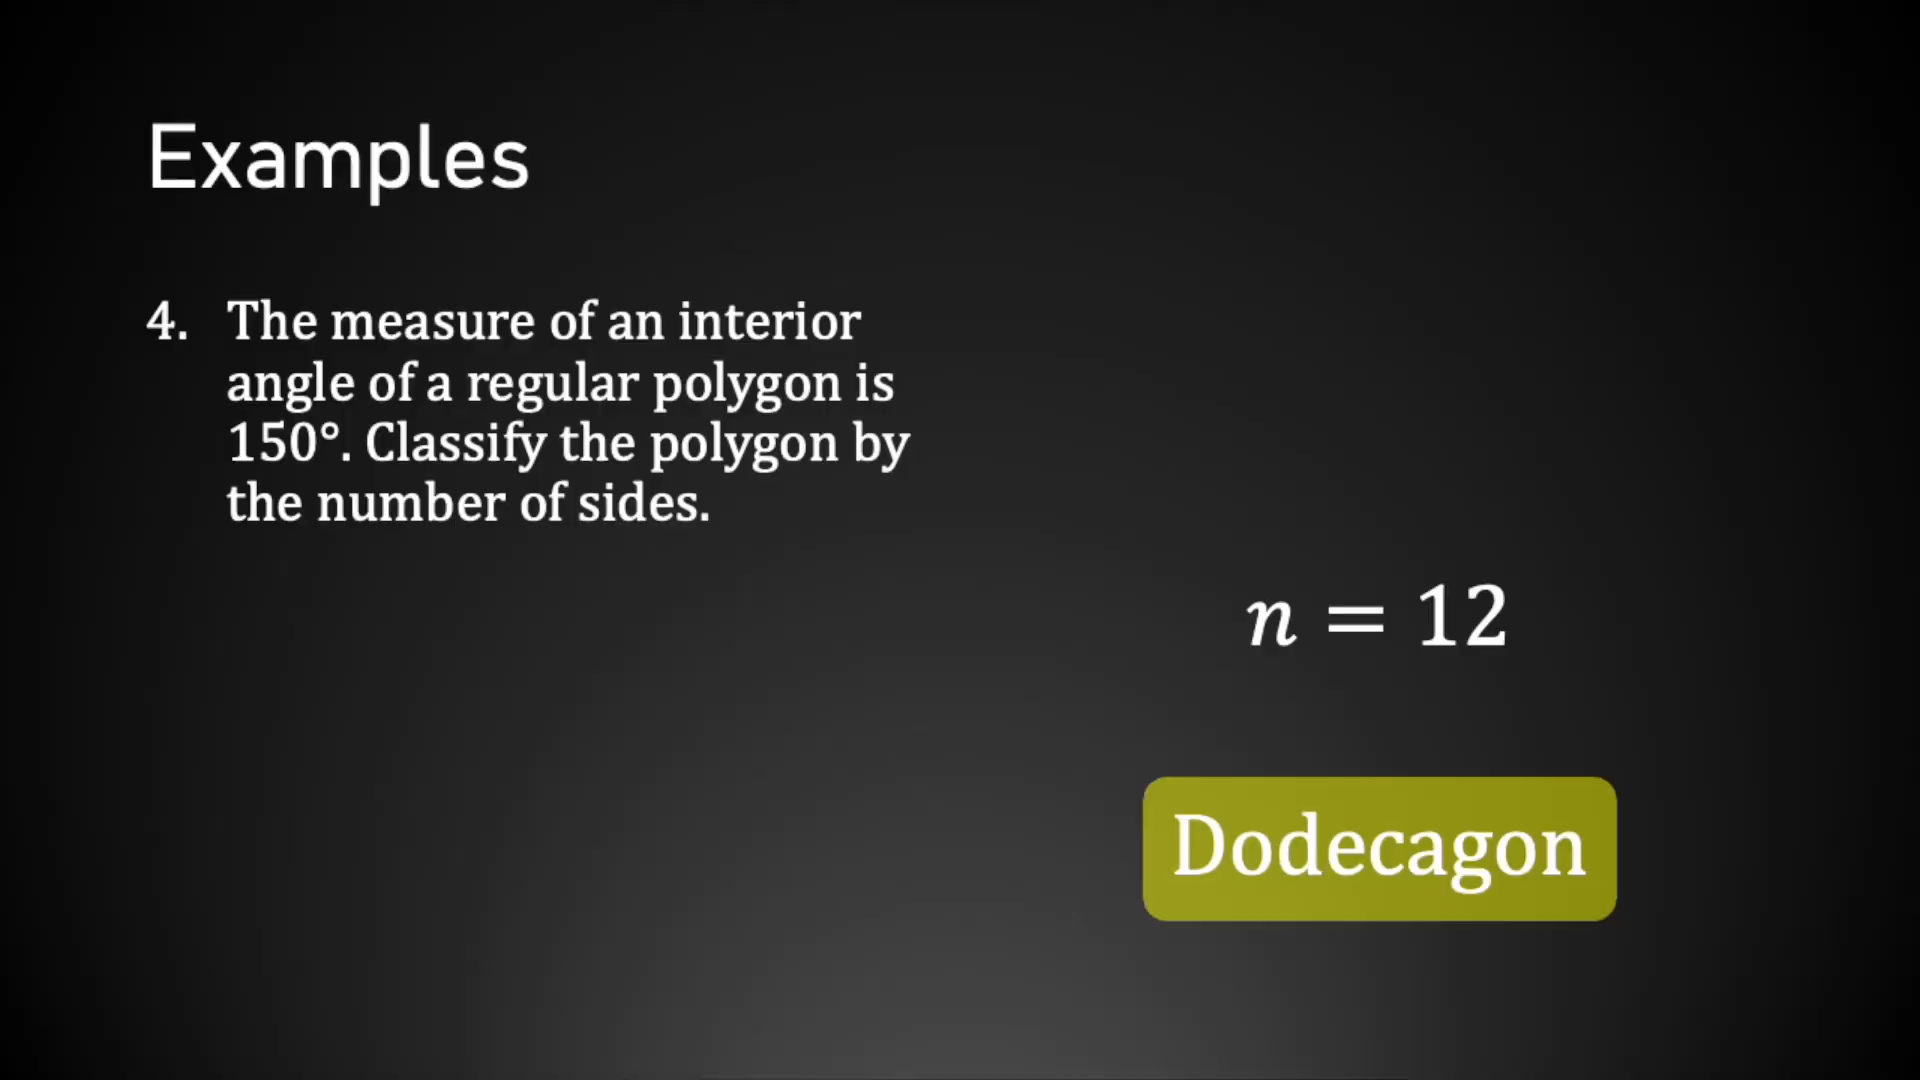 Examples
4. The measure of an interior
angle of a regular polygon is
150°. Classify the polygon by
the number of sides.
n = 12
Dodecagon